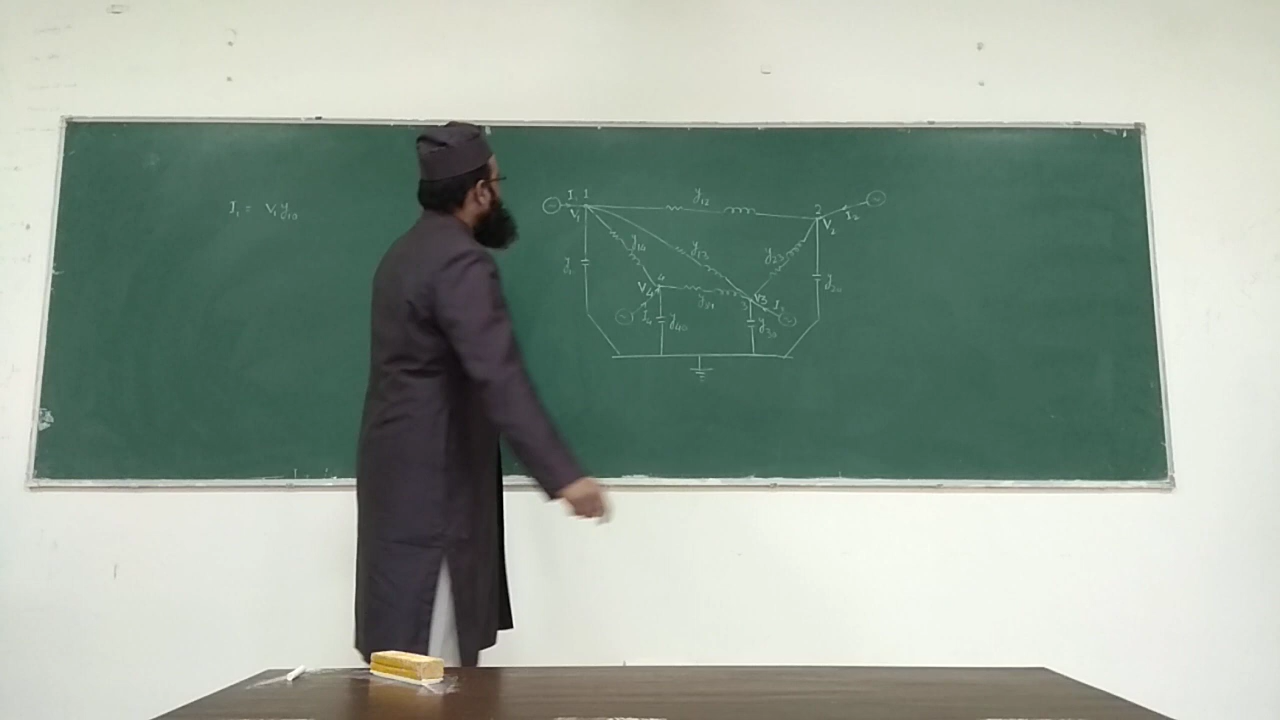 I₁ = V₁y₁₀
I₁ 1
V₁
y₁₂
2
V₂
I₂
y₁₄
y₁₃
y₂₃
y₂₀
4
V₄
I₄
y₄₀
y₃₄
V₃
3
I₃
y₃₀